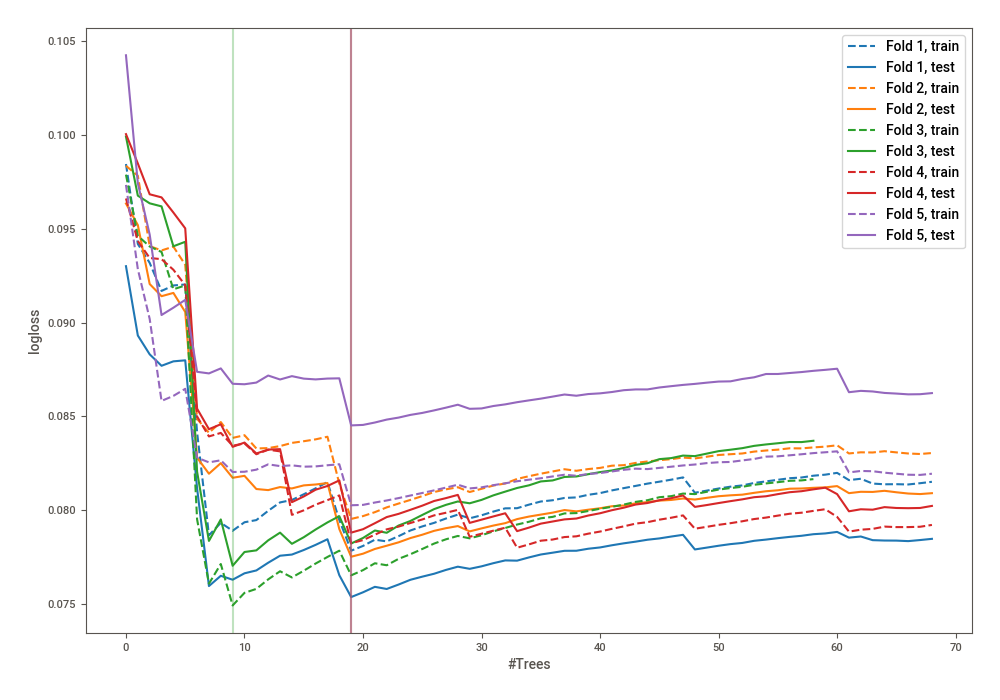 0.105
0.100
0.095
0.090
0.085
0.080
0.075
logloss
0
10
20
30
40
50
60
70
#Trees
Fold 1, train
Fold 1, test
Fold 2, train
Fold 2, test
Fold 3, train
Fold 3, test
Fold 4, train
Fold 4, test
Fold 5, train
Fold 5, test